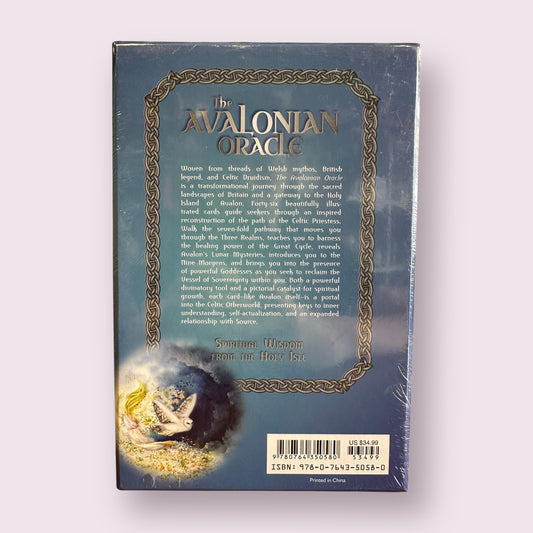 The
AVALONIAN
ORACLE
Woven from threads of Welsh mythos, British
legend, and Celtic Druidism, The Avalonian Oracle
is a transformational journey through the sacred
landscapes of Britain and a gateway to the Holy
Island of Avalon. Forty-six beautifully illus-
trated cards guide seekers through an inspired
reconstruction of the path of the Celtic Priestess.
Walk the seven-fold pathway that moves you
through the Three Realms, teaches you to harness
the healing power of the Great Cycle, reveals
Avalon's Lunar Mysteries, introduces you to the
Nine Morgens, and brings you into the presence
of powerful Goddesses as you seek to reclaim the
Vessel of Sovereignty within you. Both a powerful
divinatory tool and a pictorial catalyst for spiritual
growth, each card—like Avalon itself—is a portal
into the Celtic Otherworld, presenting keys to inner
understanding, self-actualization, and an expanded
relationship with Source.
Spiritual Wisdom
from the Holy Isle
US $34.99
9 780764 350580
53499
ISBN: 978-0-7643-5058-0
Printed in China